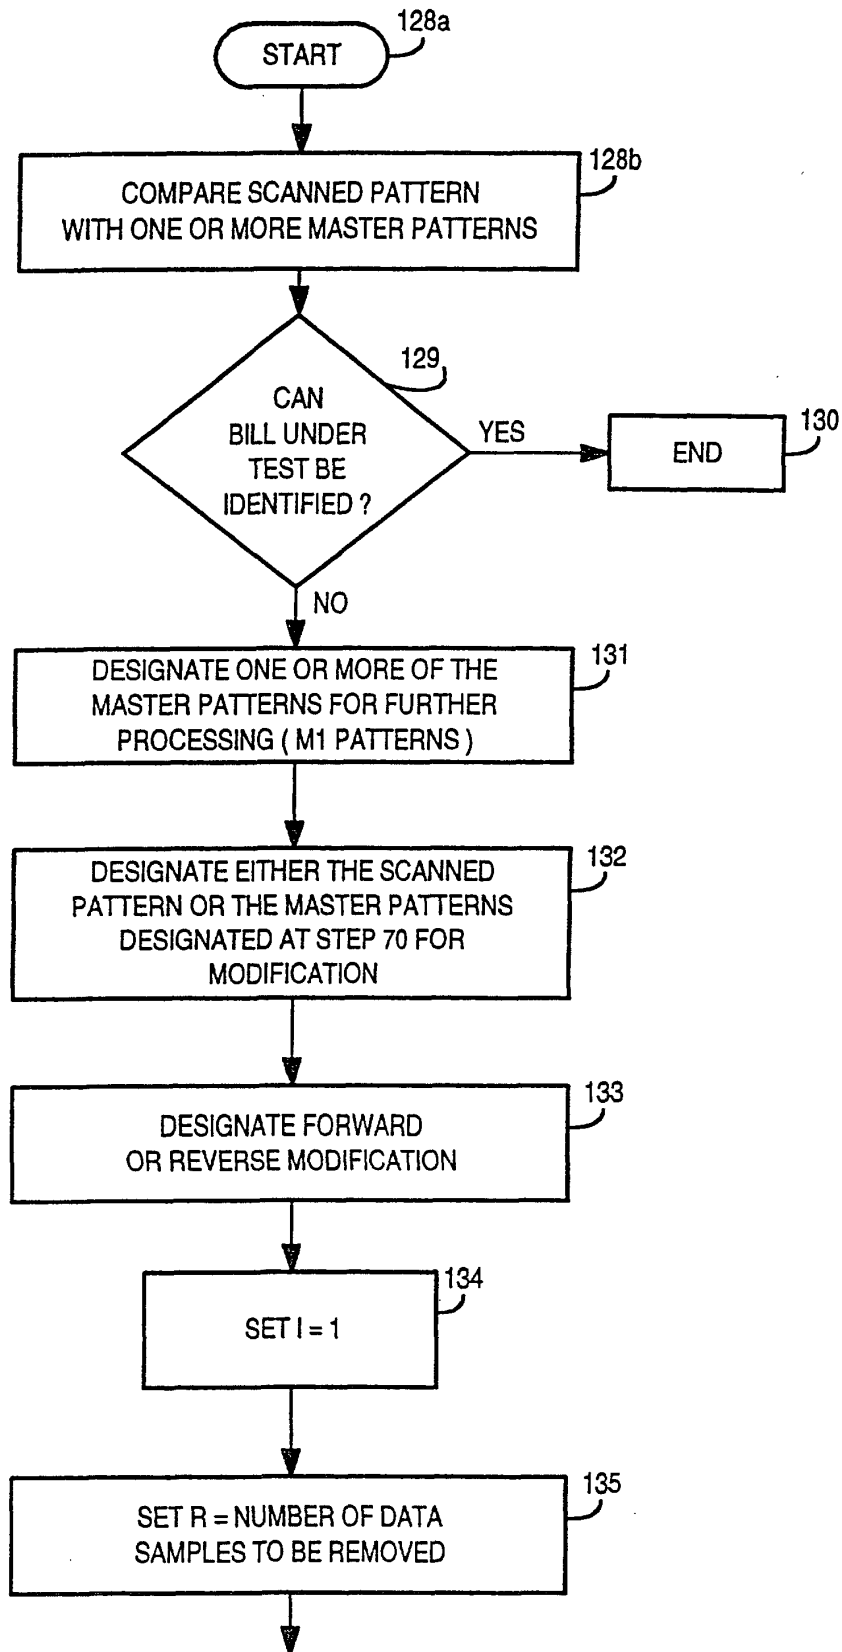 128a
START
128b
COMPARE SCANNED PATTERN
WITH ONE OR MORE MASTER PATTERNS
129
CAN
BILL UNDER
TEST BE
IDENTIFIED ?
YES
END
130
NO
131
DESIGNATE ONE OR MORE OF THE
MASTER PATTERNS FOR FURTHER
PROCESSING ( M1 PATTERNS )
132
DESIGNATE EITHER THE SCANNED
PATTERN OR THE MASTER PATTERNS
DESIGNATED AT STEP 70 FOR
MODIFICATION
133
DESIGNATE FORWARD
OR REVERSE MODIFICATION
134
SET I = 1
135
SET R = NUMBER OF DATA
SAMPLES TO BE REMOVED